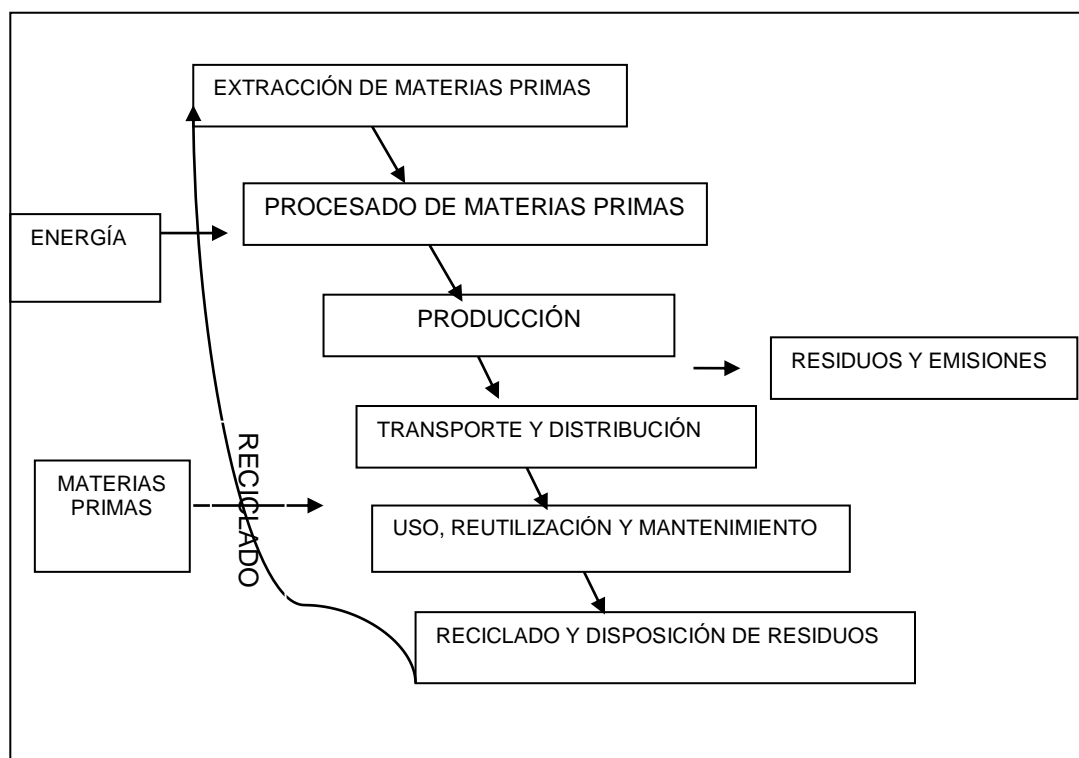 EXTRACCIÓN DE MATERIAS PRIMAS
PROCESADO DE MATERIAS PRIMAS
ENERGÍA
PRODUCCIÓN
RESIDUOS Y EMISIONES
TRANSPORTE Y DISTRIBUCIÓN
RECICLADO
MATERIAS
PRIMAS
USO, REUTILIZACIÓN Y MANTENIMIENTO
RECICLADO Y DISPOSICIÓN DE RESIDUOS